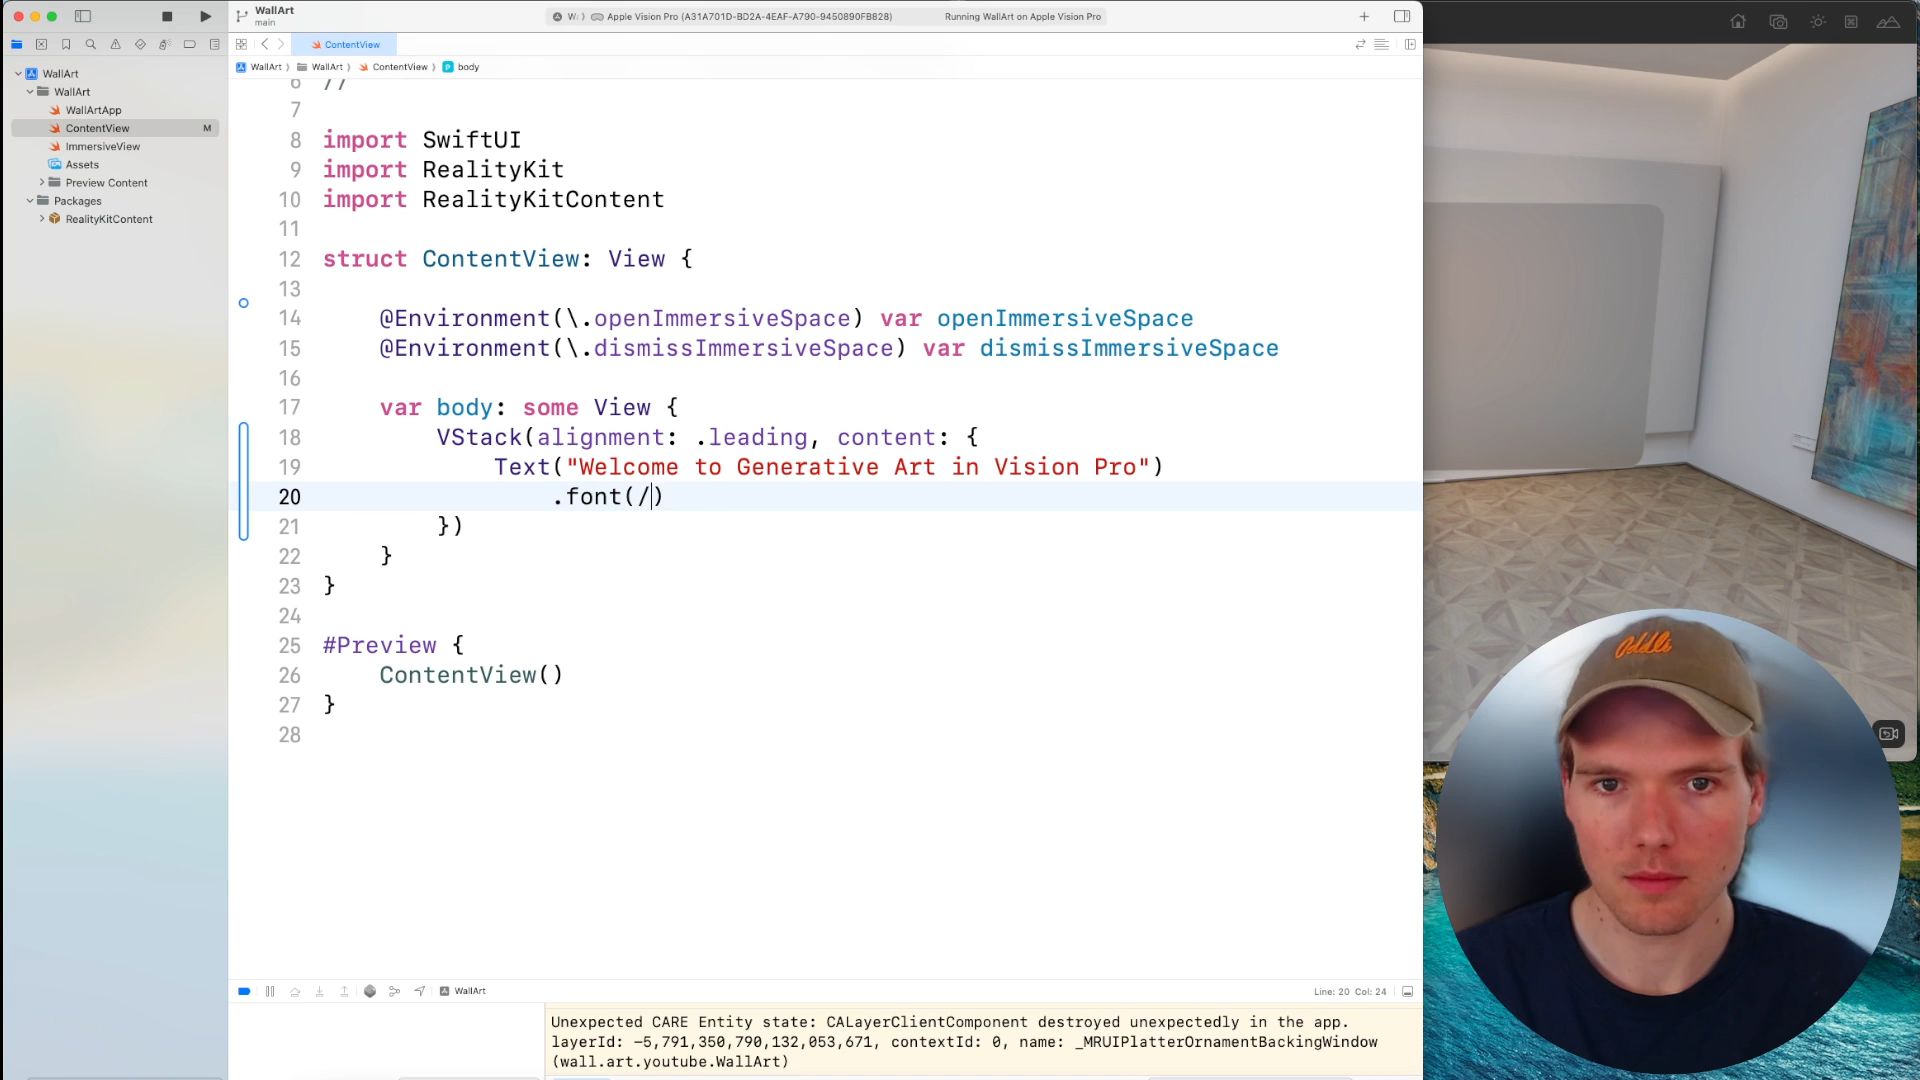 WallArt
main
W: ) Apple Vision Pro (A31A701D-BD2A-4EAF-A790-9450890FB828)
Running WallArt on Apple Vision Pro
ContentView
WallArt ) WallArt ) ContentView ) body
WallArt
WallArt
WallArtApp
ContentView M
ImmersiveView
Assets
Preview Content
Packages
RealityKitContent
6 //
7
8 import SwiftUI
9 import RealityKit
10 import RealityKitContent
11
12 struct ContentView: View {
13
14 @Environment(\.openImmersiveSpace) var openImmersiveSpace
15 @Environment(\.dismissImmersiveSpace) var dismissImmersiveSpace
16
17 var body: some View {
18 VStack(alignment: .leading, content: {
19 Text("Welcome to Generative Art in Vision Pro")
20 .font(/)
21 })
22 }
23 }
24
25 #Preview {
26 ContentView()
27 }
28
WallArt
Line: 20 Col: 24
Unexpected CARE Entity state: CALayerClientComponent destroyed unexpectedly in the app.
layerId: −5,791,350,790,132,053,671, contextId: 0, name: _MRUIPlatterOrnamentBackingWindow
(wall.art.youtube.WallArt)
Oddli